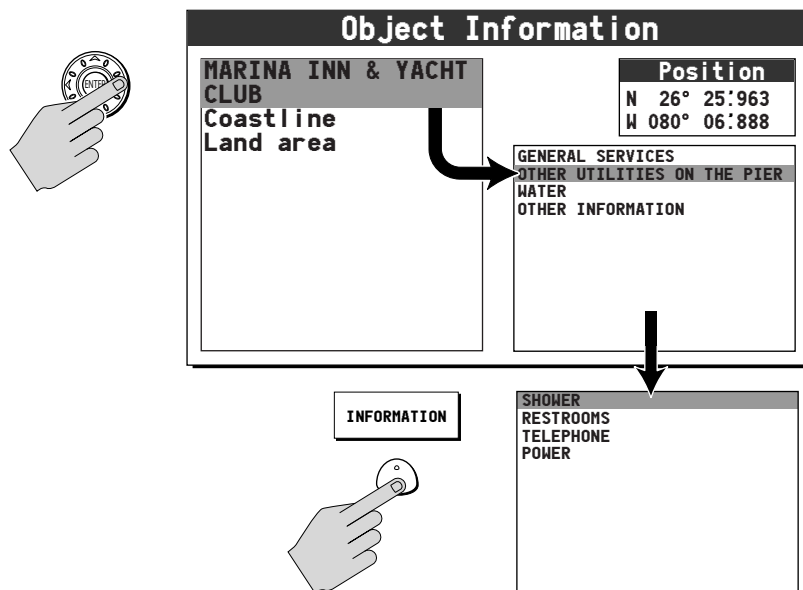 Object Information
ENTER
MARINA INN & YACHT
CLUB
Coastline
Land area
Position
N 26° 25.'963
W 080° 06.'888
GENERAL SERVICES
OTHER UTILITIES ON THE PIER
WATER
OTHER INFORMATION
INFORMATION
SHOWER
RESTROOMS
TELEPHONE
POWER